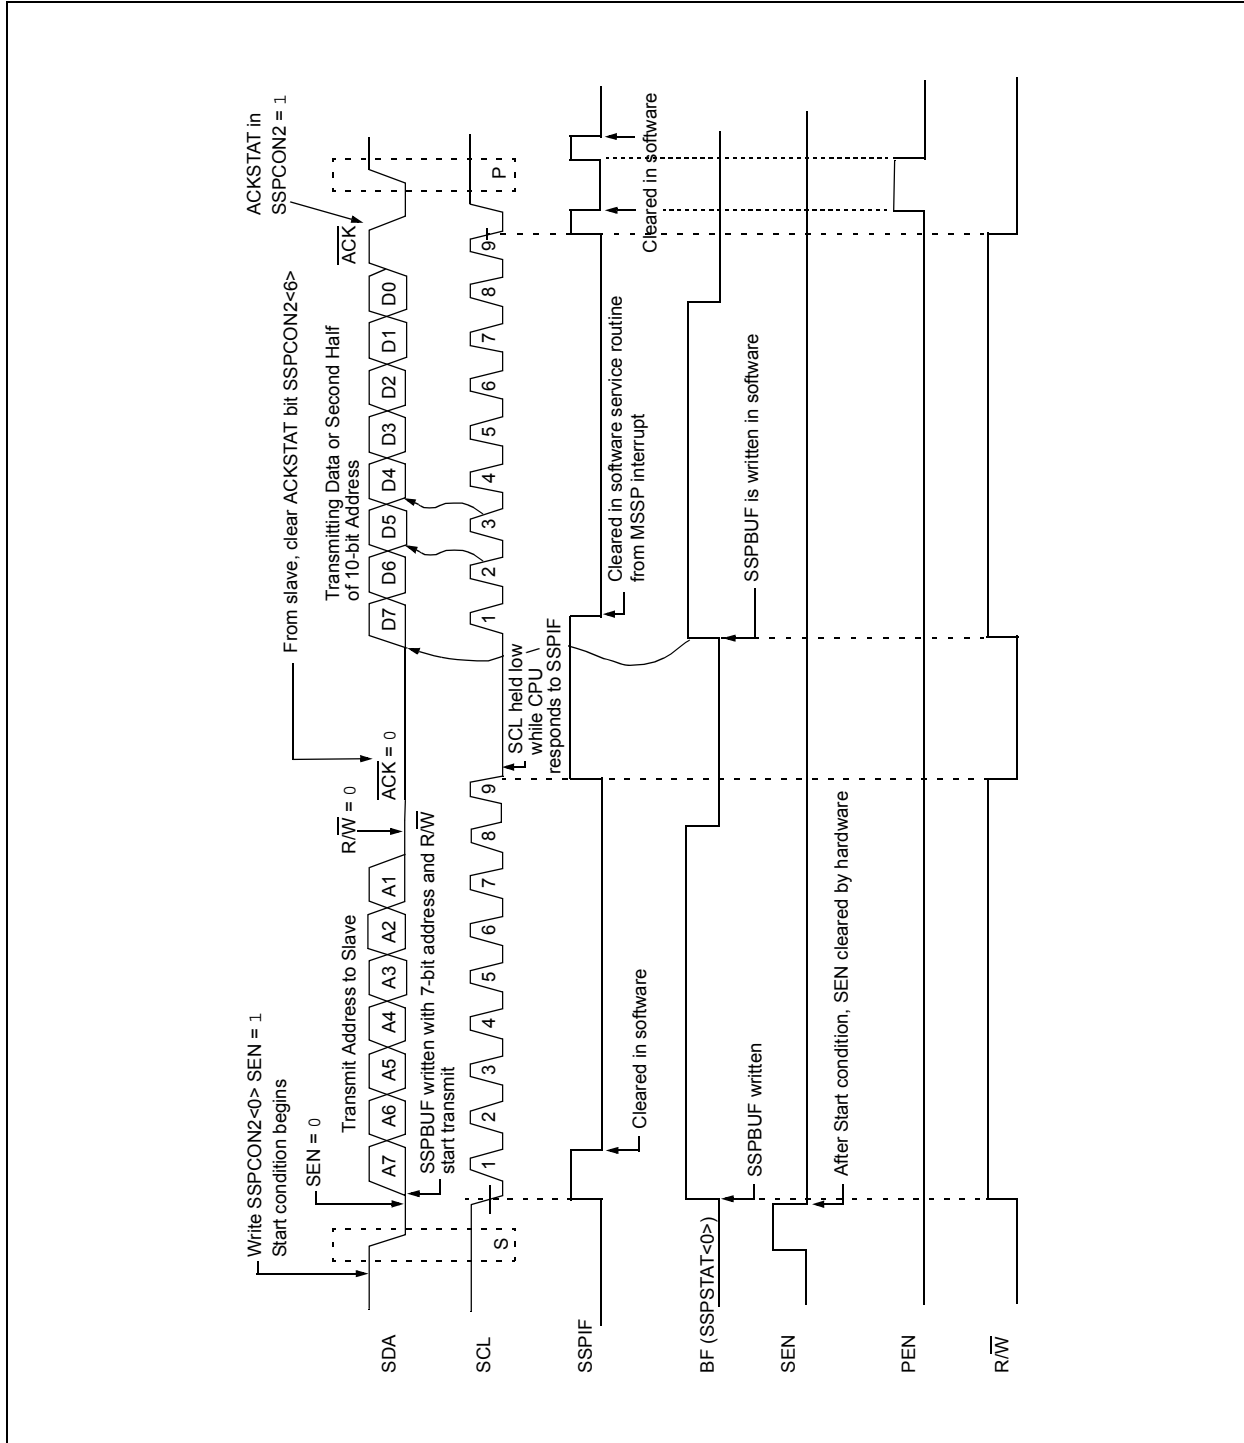 Write SSPCON2<0> SEN = 1
Start condition begins
SEN = 0
From slave, clear ACKSTAT bit SSPCON2<6>
ACKSTAT in
SSPCON2 = 1
Transmit Address to Slave
R/W = 0
ACK = 0
Transmitting Data or Second Half
of 10-bit Address
ACK
SDA
A7 A6 A5 A4 A3 A2 A1
D7 D6 D5 D4 D3 D2 D1 D0
SSPBUF written with 7-bit address and R/W
start transmit
SCL
S
1 2 3 4 5 6 7 8 9
1 2 3 4 5 6 7 8 9
P
SCL held low
while CPU
responds to SSPIF
SSPIF
Cleared in software
Cleared in software service routine
from MSSP interrupt
Cleared in software
BF (SSPSTAT<0>)
SSPBUF written
SSPBUF is written in software
SEN
After Start condition, SEN cleared by hardware
PEN
R/W